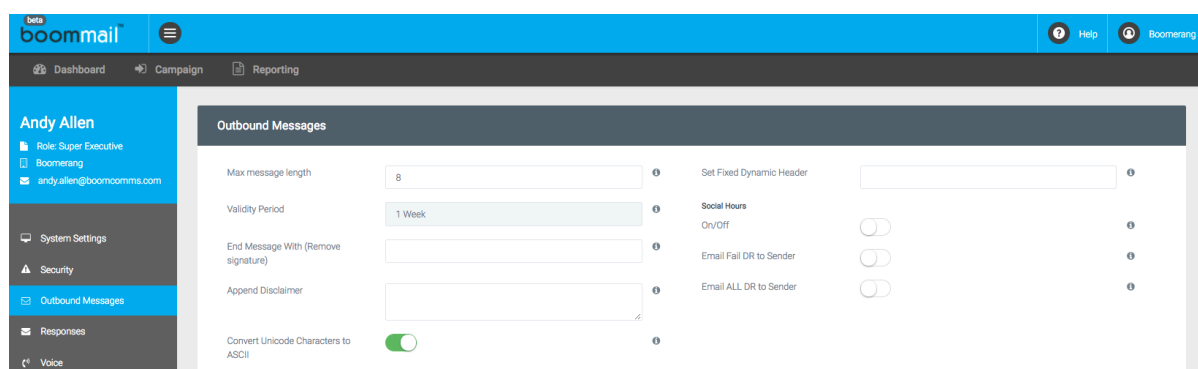 beta
boommail™
Help
Boomerang
Dashboard
Campaign
Reporting
Andy Allen
Role: Super Executive
Boomerang
andy.allen@boomcomms.com
System Settings
Security
Outbound Messages
Responses
Voice
Outbound Messages
Max message length
8
Validity Period
1 Week
End Message With (Remove
signature)
Append Disclaimer
Convert Unicode Characters to
ASCII
Set Fixed Dynamic Header
Social Hours
On/Off
Email Fail DR to Sender
Email ALL DR to Sender